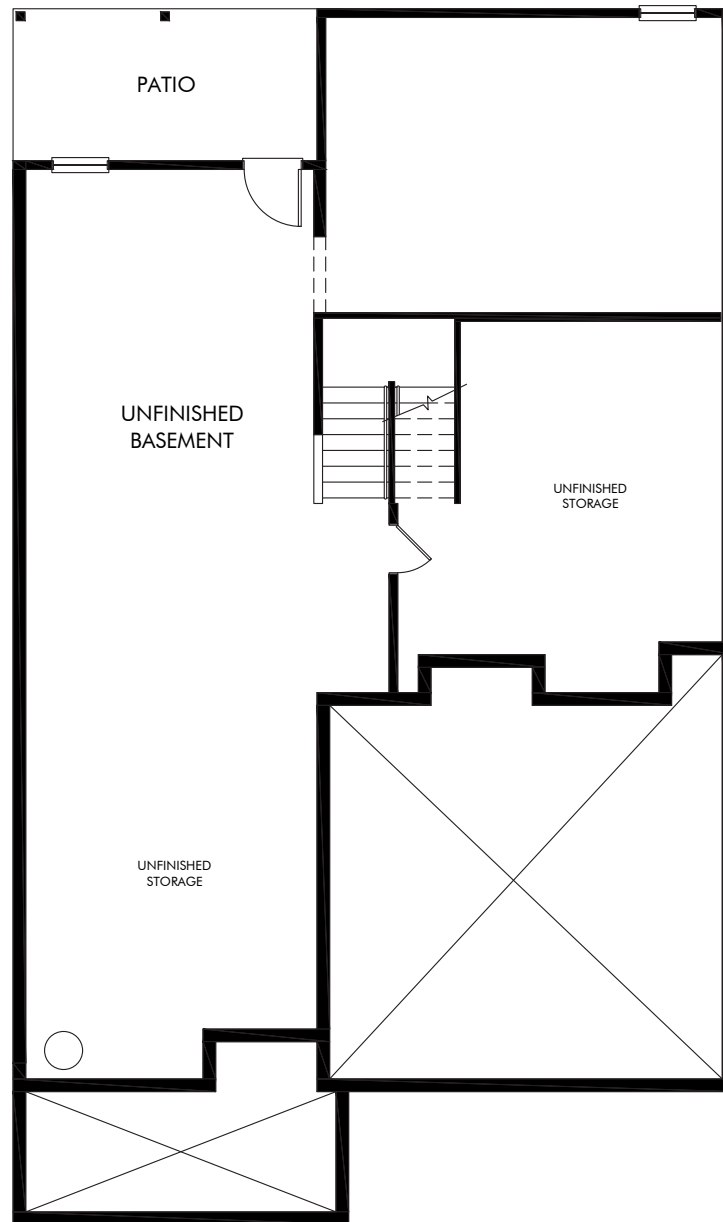 PATIO
UNFINISHED
BASEMENT
UNFINISHED
STORAGE
UNFINISHED
STORAGE